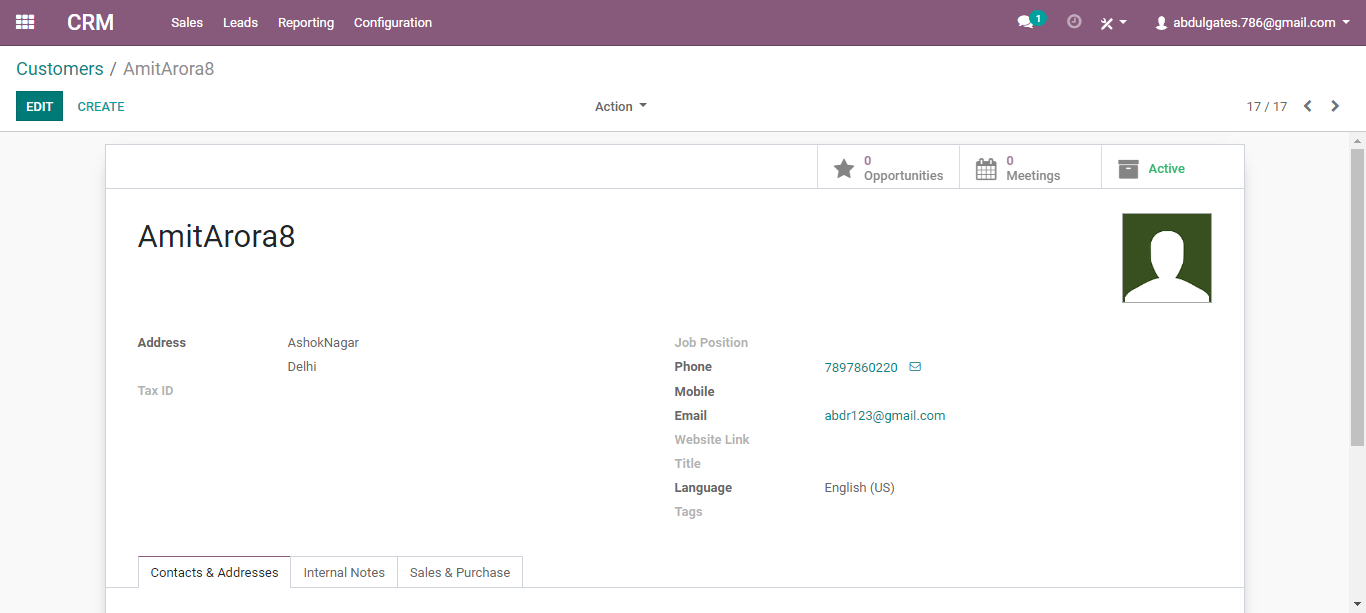 CRM Sales Leads Reporting Configuration 1 abdulgates.786@gmail.com
Customers / AmitArora8
EDIT CREATE Action 17 / 17
0 Opportunities
0 Meetings
Active
AmitArora8
Address AshokNagar
Delhi
Tax ID
Job Position
Phone 7897860220
Mobile
Email abdr123@gmail.com
Website Link
Title
Language English (US)
Tags
Contacts & Addresses Internal Notes Sales & Purchase